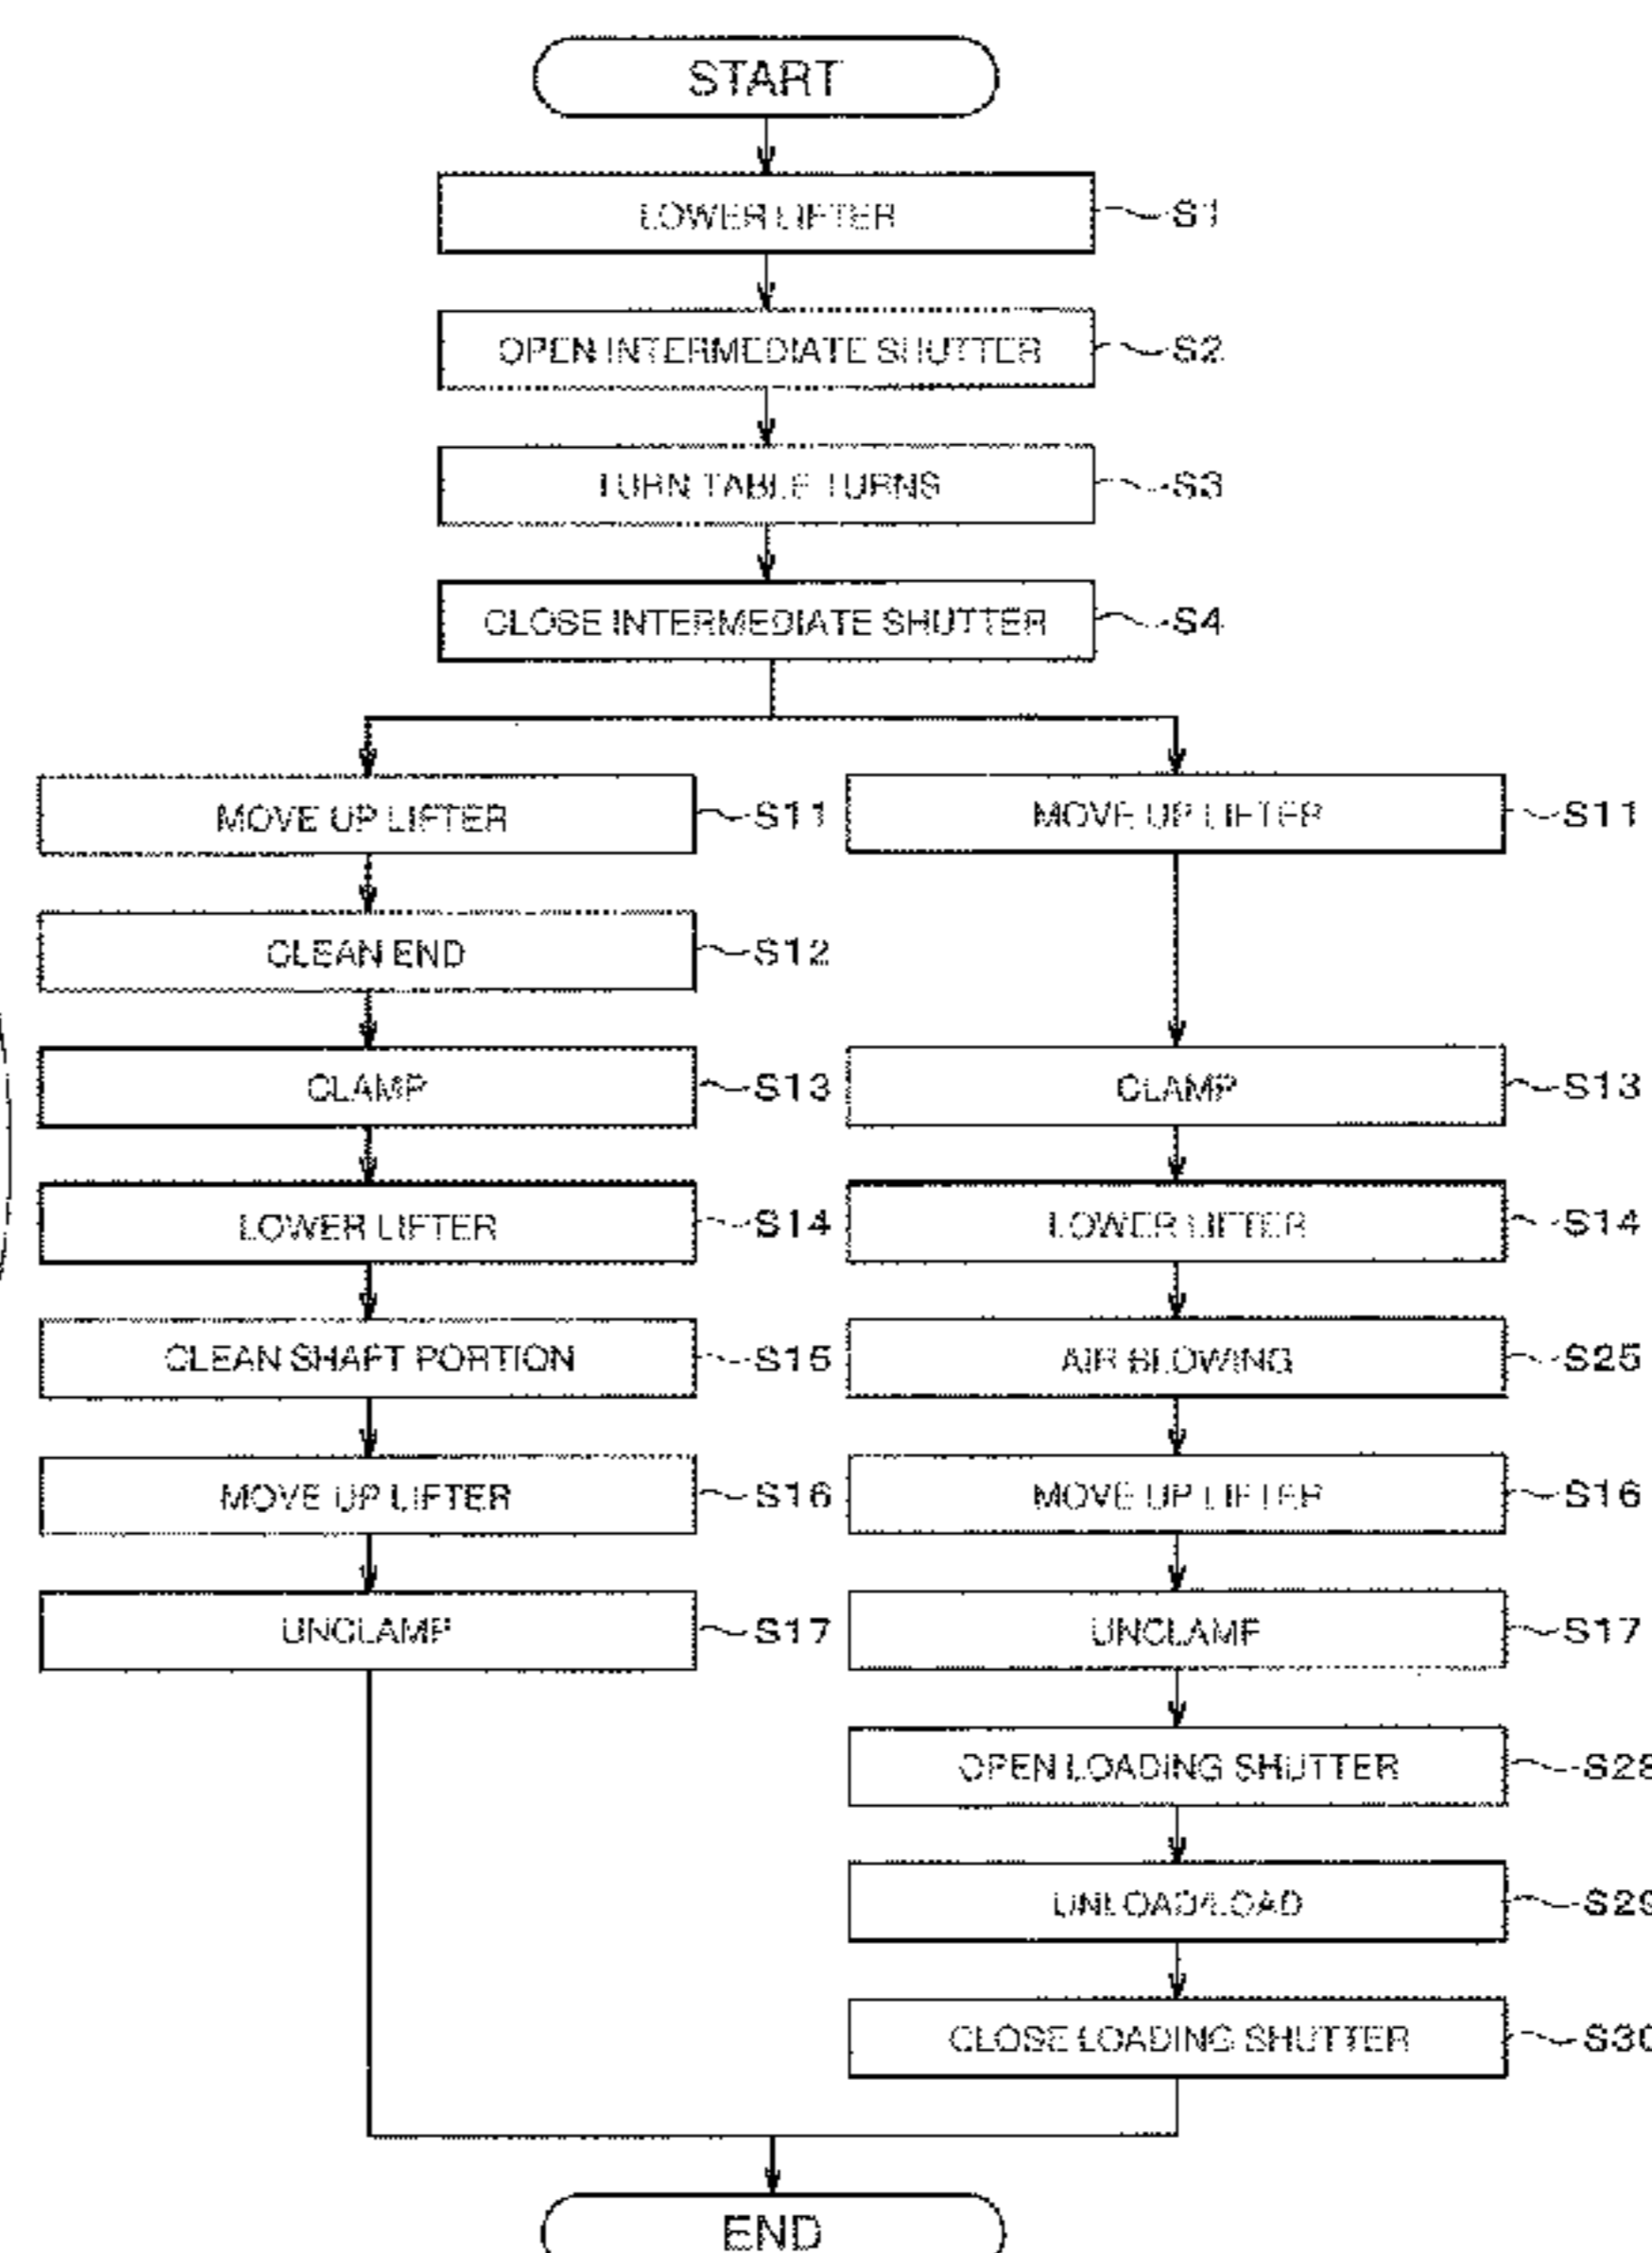 START
LOWER LIFTER
S1
OPEN INTERMEDIATE SHUTTER
S2
TURN TABLE TURNS
S3
CLOSE INTERMEDIATE SHUTTER
S4
MOVE UP LIFTER
S11
MOVE UP LIFTER
S11
CLEAN END
S12
CLAMP
S13
CLAMP
S13
LOWER LIFTER
S14
LOWER LIFTER
S14
CLEAN SHAFT PORTION
S15
AIR BLOWING
S25
MOVE UP LIFTER
S16
MOVE UP LIFTER
S16
UNCLAMP
S17
UNCLAMP
S17
OPEN LOADING SHUTTER
S28
UNLOAD/LOAD
S29
CLOSE LOADING SHUTTER
S30
END